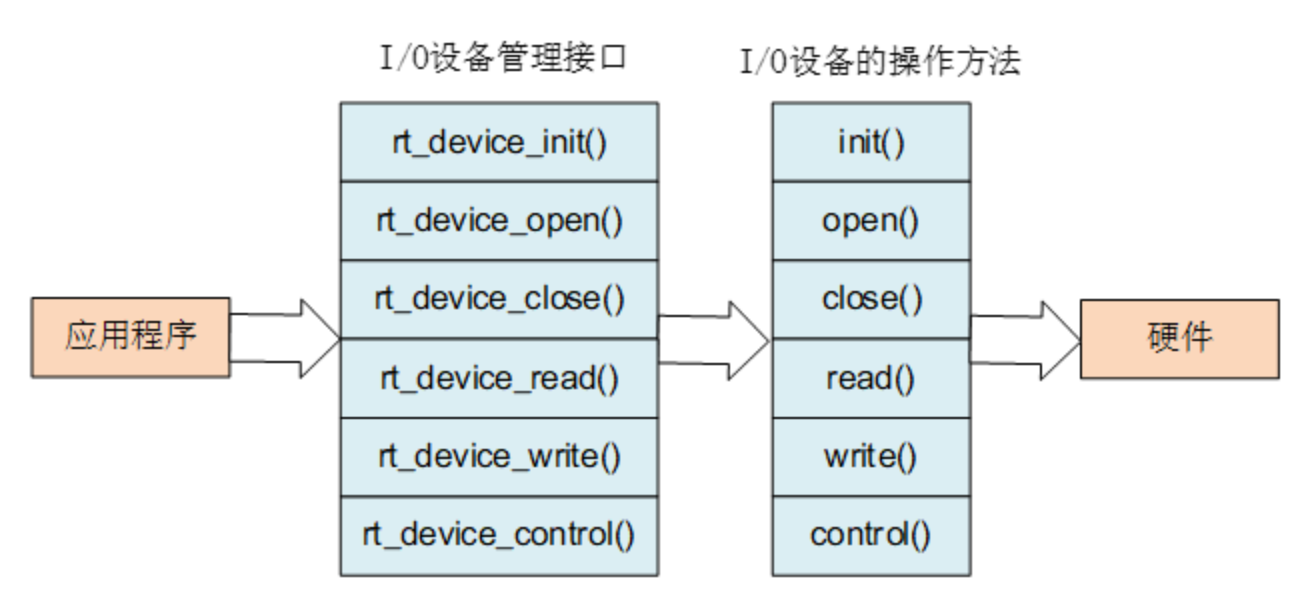 I/O设备管理接口
I/O设备的操作方法
rt_device_init()
init()
rt_device_open()
open()
rt_device_close()
close()
应用程序
硬件
rt_device_read()
read()
rt_device_write()
write()
rt_device_control()
control()